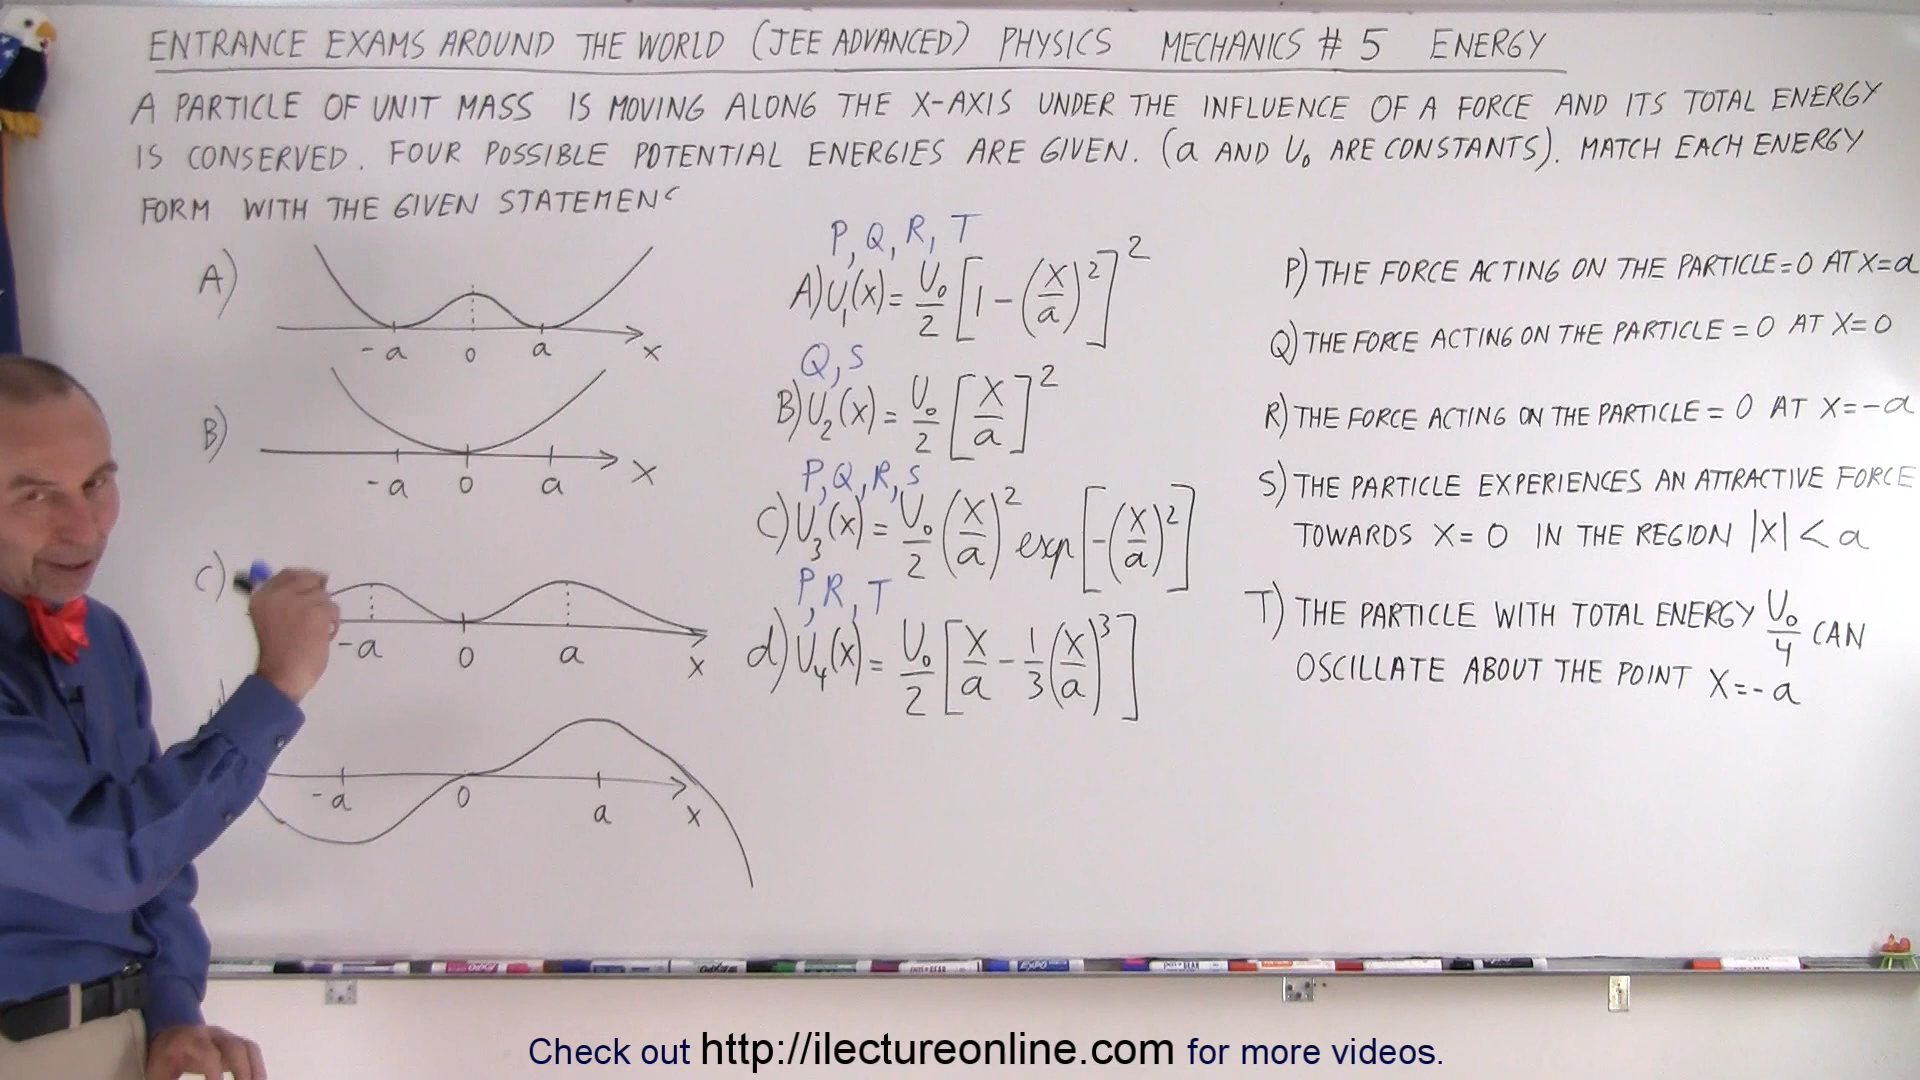 ENTRANCE EXAMS AROUND THE WORLD (JEE ADVANCED) PHYSICS MECHANICS # 5 ENERGY
A PARTICLE OF UNIT MASS IS MOVING ALONG THE X-AXIS UNDER THE INFLUENCE OF A FORCE AND ITS TOTAL ENERGY
IS CONSERVED. FOUR POSSIBLE POTENTIAL ENERGIES ARE GIVEN. (a AND U₀ ARE CONSTANTS). MATCH EACH ENERGY
FORM WITH THE GIVEN STATEMEN
A)
-a 0 a x
B)
-a 0 a x
C)
-a 0 a x
-a 0 a x
P, Q, R, T
A) U₁(x) = U₀/2 [1 - (x/a)²]²
Q, S
B) U₂(x) = U₀/2 [x/a]²
P, Q, R, S
C) U₃(x) = U₀/2 (x/a)² exp[-(x/a)²]
P, R, T
d) U₄(x) = U₀/2 [x/a - 1/3 (x/a)³]
P) THE FORCE ACTING ON THE PARTICLE = 0 AT X = a
Q) THE FORCE ACTING ON THE PARTICLE = 0 AT X = 0
R) THE FORCE ACTING ON THE PARTICLE = 0 AT X = -a
S) THE PARTICLE EXPERIENCES AN ATTRACTIVE FORCE
TOWARDS X = 0 IN THE REGION |X| < a
T) THE PARTICLE WITH TOTAL ENERGY U₀/4 CAN
OSCILLATE ABOUT THE POINT X = -a
Check out http://ilectureonline.com for more videos.